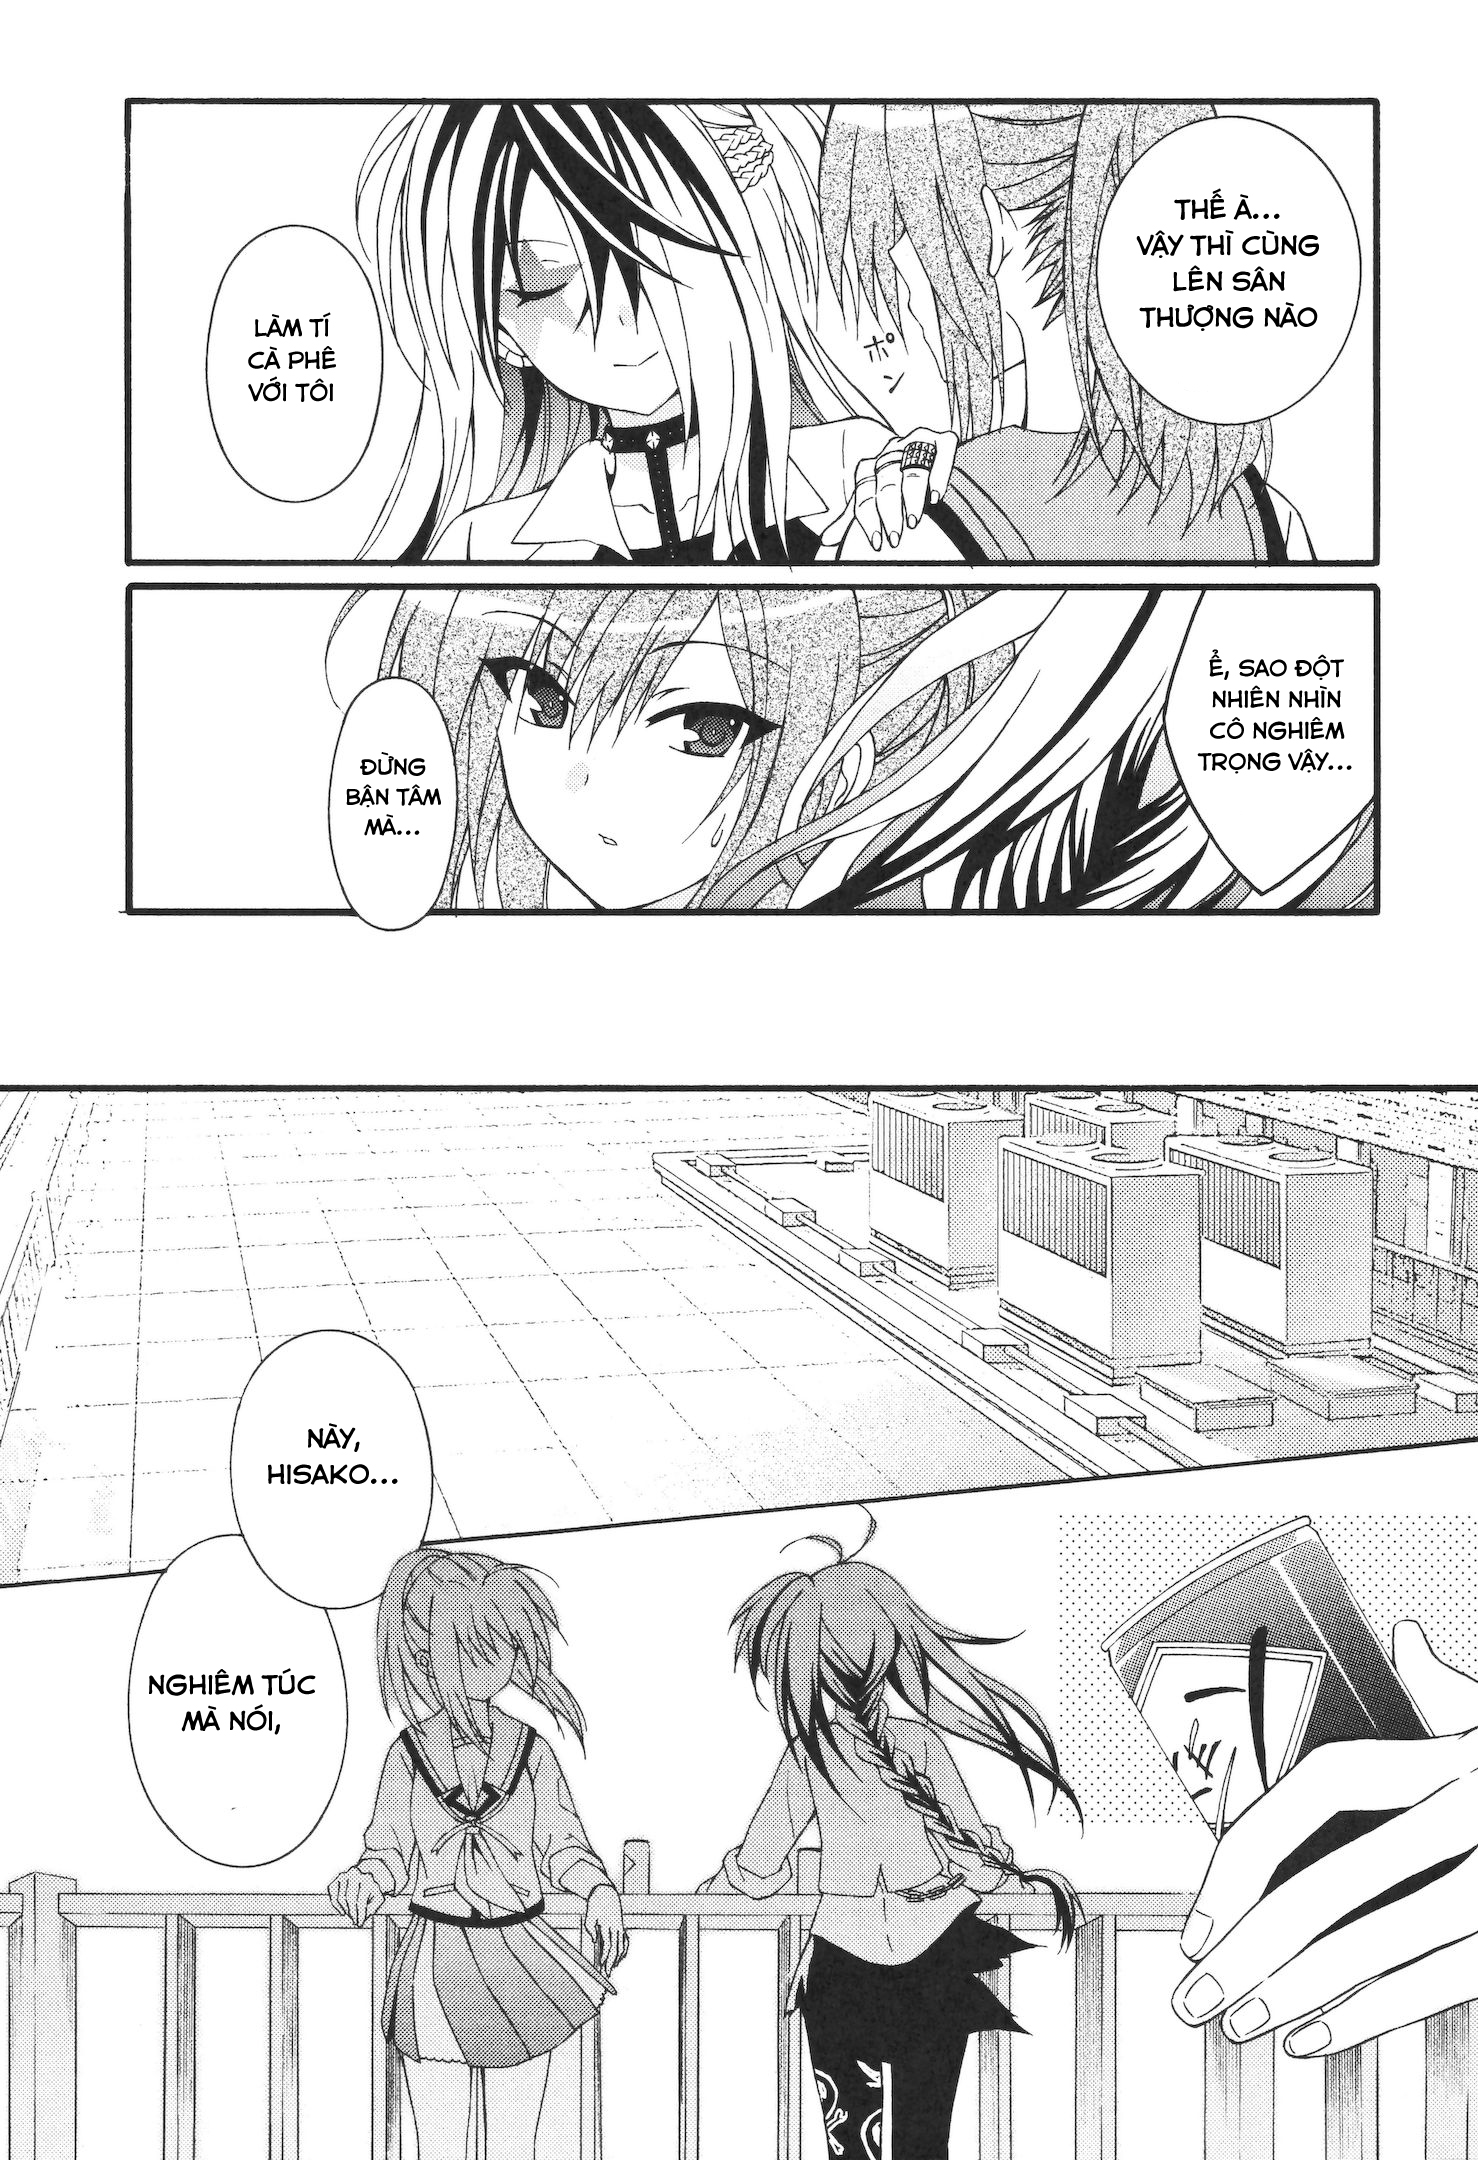 THẾ À...
VẬY THÌ CÙNG
LÊN SÂN
THƯỢNG NÀO
ポン
LÀM TÍ
CÀ PHÊ
VỚI TÔI
Ể, SAO ĐỘT
NHIÊN NHÌN
CÔ NGHIÊM
TRỌNG VẬY...
ĐỪNG
BẬN TÂM
MÀ...
NÀY,
HISAKO...
NGHIÊM TÚC
MÀ NÓI,